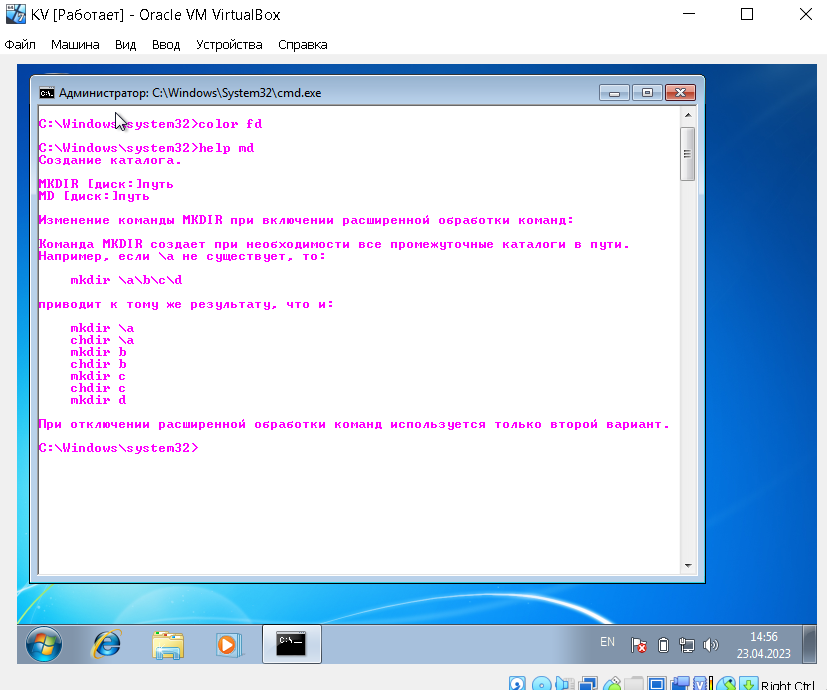 KV [Работает] - Oracle VM VirtualBox
Файл Машина Вид Ввод Устройства Справка
Администратор: C:\Windows\System32\cmd.exe
C:\Windows\system32>color fd
C:\Windows\system32>help md
Создание каталога.
MKDIR [диск:]путь
MD [диск:]путь
Изменение команды MKDIR при включении расширенной обработки команд:
Команда MKDIR создает при необходимости все промежуточные каталоги в пути.
Например, если \a не существует, то:
mkdir \a\b\c\d
приводит к тому же результату, что и:
mkdir \a
chdir \a
mkdir b
chdir b
mkdir c
chdir c
mkdir d
При отключении расширенной обработки команд используется только второй вариант.
C:\Windows\system32>
EN
14:56
23.04.2023
Right Ctrl